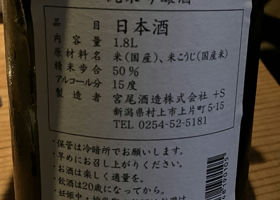 純米吟醸酒
品目 日本酒
内容量 1.8L
原材料名 米(国産)、米こうじ(国産米)
精米歩合 50%
アルコール分 15度
製造者 宮尾酒造株式会社 +S
新潟県村上市上片町5-15
TEL 0254-52-5181
・保管は冷暗所でお願いします。
・早めにお召し上がりください。
・お酒は楽しく適量を。
・飲酒は20歳になってから。